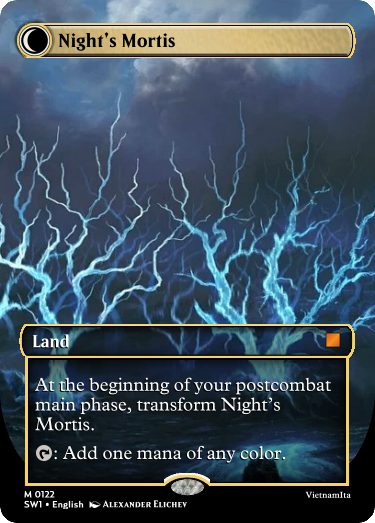 Night's Mortis
Land
At the beginning of your postcombat
main phase, transform Night's
Mortis.
: Add one mana of any color.
M 0122
SW1 • English Alexander Elichev
VietnamIta